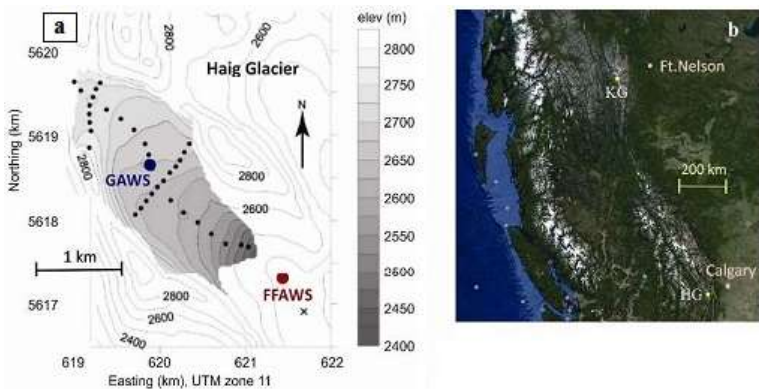 a
elev (m)
Haig Glacier
N
GAWS
FFAWS
1 km
×
2800
2600
2800
2800
2600
2800
2600
2400
5620
5619
5618
5617
Northing (km)
619
620
621
622
Easting (km), UTM zone 11
2800
2750
2700
2650
2600
2550
2500
2450
2400
b
Ft.Nelson
KG
200 km
Calgary
HG